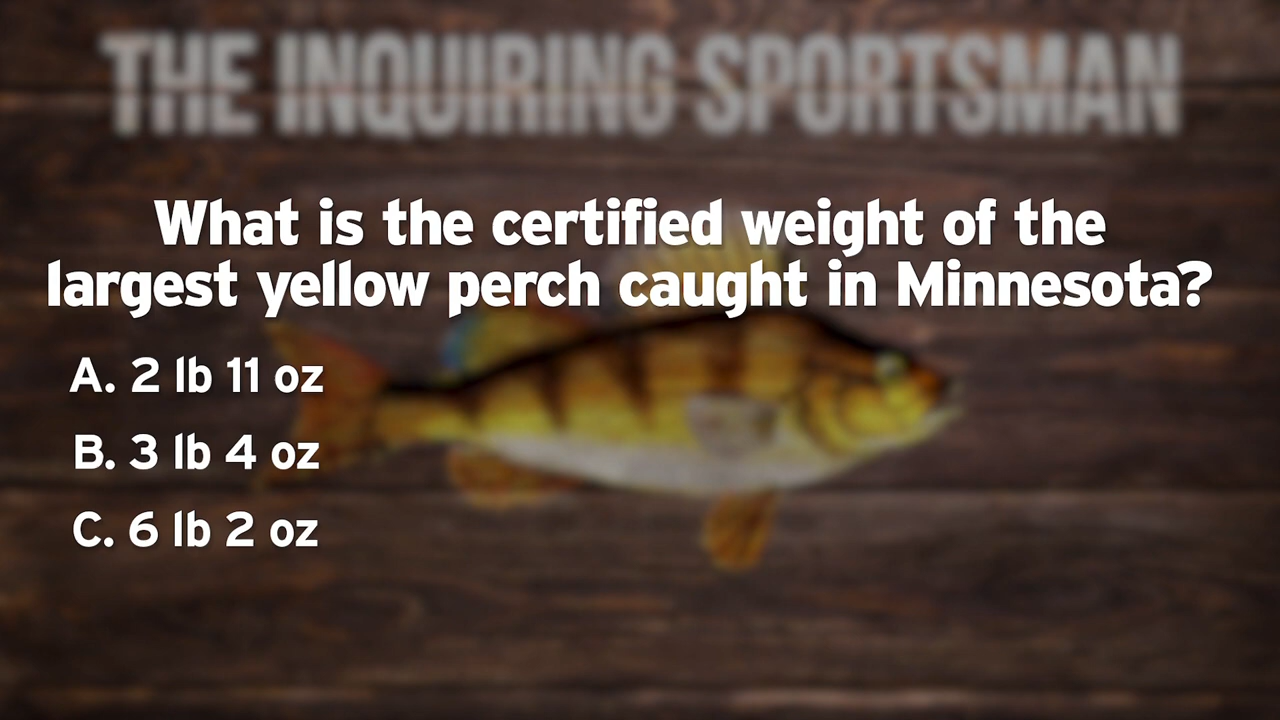 THE INQUIRING SPORTSMAN
What is the certified weight of the
largest yellow perch caught in Minnesota?
A. 2 lb 11 oz
B. 3 lb 4 oz
C. 6 lb 2 oz